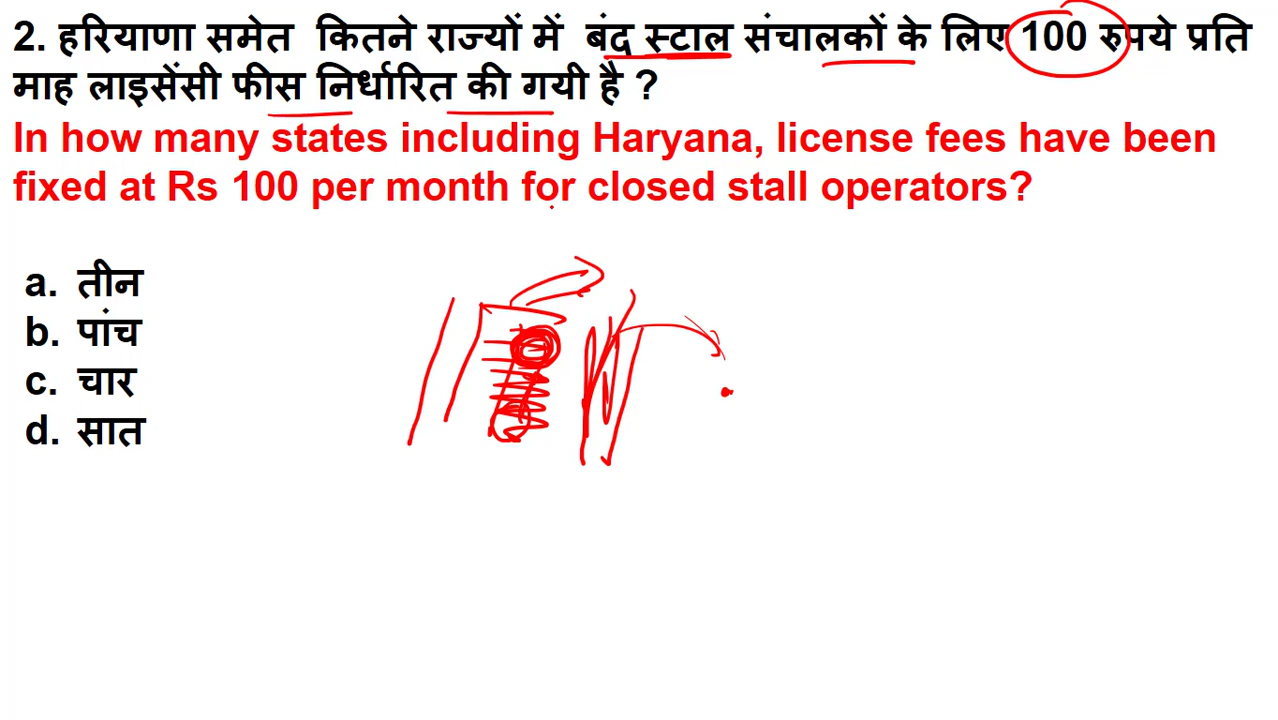 2. हरियाणा समेत कितने राज्यों में बंद स्टाल संचालकों के लिए 100 रुपये प्रति
माह लाइसेंसी फीस निर्धारित की गयी है ?
In how many states including Haryana, license fees have been
fixed at Rs 100 per month for closed stall operators?
a. तीन
b. पांच
c. चार
d. सात